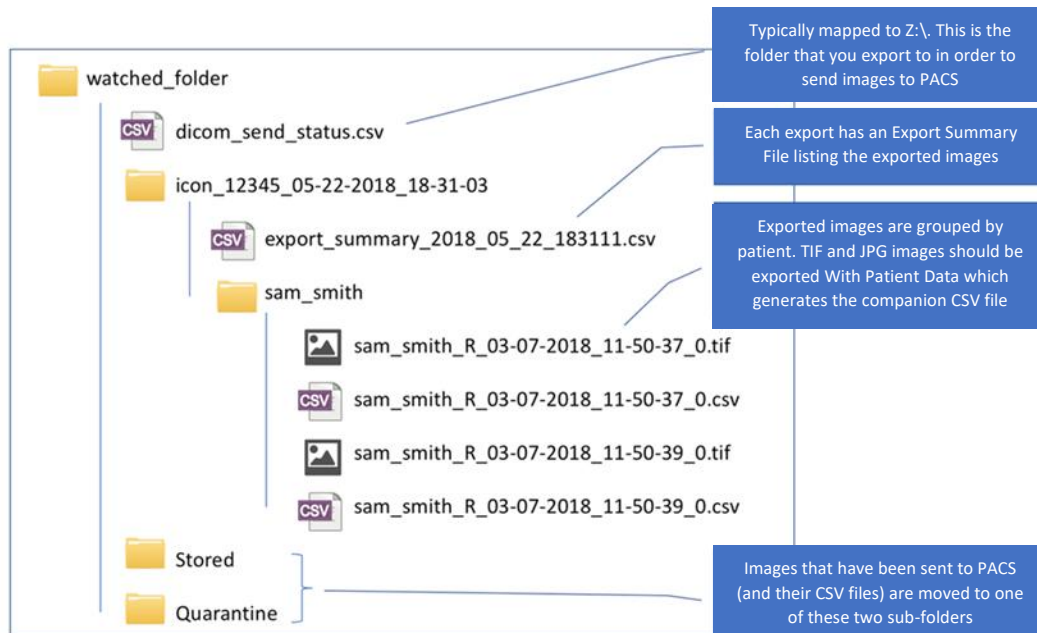 Typically mapped to Z:\. This is the
folder that you export to in order to
send images to PACS
watched_folder
CSV
dicom_send_status.csv
Each export has an Export Summary
File listing the exported images
icon_12345_05-22-2018_18-31-03
CSV
export_summary_2018_05_22_183111.csv
Exported images are grouped by
patient. TIF and JPG images should be
exported With Patient Data which
generates the companion CSV file
sam_smith
sam_smith_R_03-07-2018_11-50-37_0.tif
CSV
sam_smith_R_03-07-2018_11-50-37_0.csv
sam_smith_R_03-07-2018_11-50-39_0.tif
CSV
sam_smith_R_03-07-2018_11-50-39_0.csv
Stored
Quarantine
Images that have been sent to PACS
(and their CSV files) are moved to one
of these two sub-folders